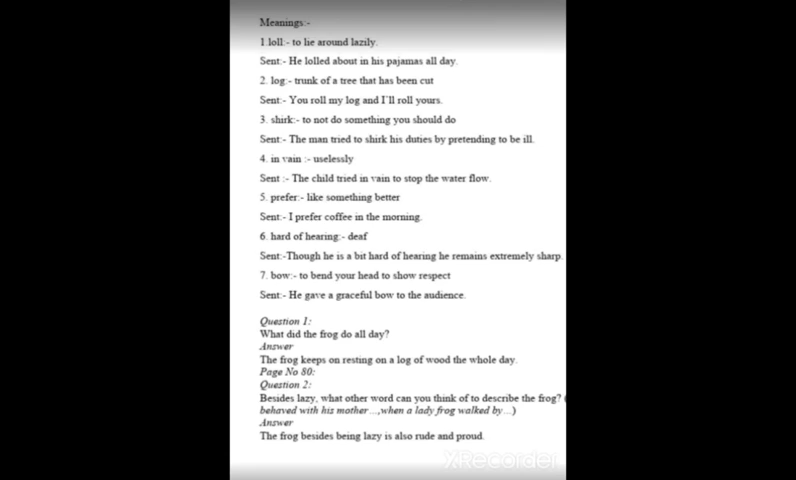 Meanings:-
1.loll:- to lie around lazily.
Sent:- He lolled about in his pajamas all day.
2. log:- trunk of a tree that has been cut
Sent:- You roll my log and I'll roll yours.
3. shirk:- to not do something you should do
Sent:- The man tried to shirk his duties by pretending to be ill.
4. in vain :- uselessly
Sent :- The child tried in vain to stop the water flow.
5. prefer:- like something better
Sent:- I prefer coffee in the morning.
6. hard of hearing:- deaf
Sent:-Though he is a bit hard of hearing he remains extremely sharp.
7. bow:- to bend your head to show respect
Sent:- He gave a graceful bow to the audience.
Question 1:
What did the frog do all day?
Answer
The frog keeps on resting on a log of wood the whole day.
Page No 80:
Question 2:
Besides lazy, what other word can you think of to describe the frog? (
behaved with his mother…,when a lady frog walked by…)
Answer
The frog besides being lazy is also rude and proud.
XRecorder